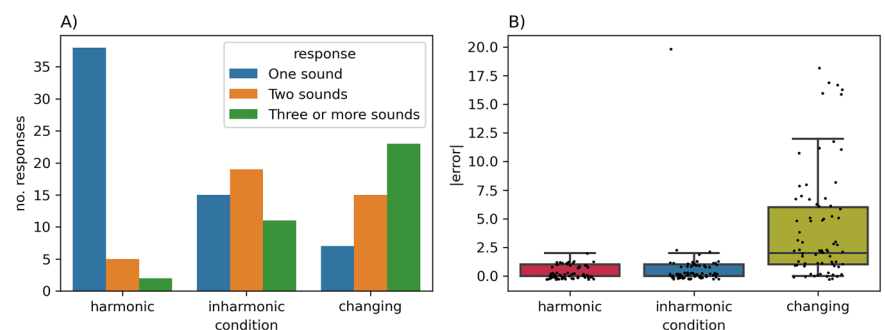 A)
35
30
25
20
15
10
5
0
no. responses
response
One sound
Two sounds
Three or more sounds
harmonic
inharmonic
changing
condition
B)
20.0
17.5
15.0
12.5
10.0
7.5
5.0
2.5
0.0
|error|
harmonic
inharmonic
changing
condition